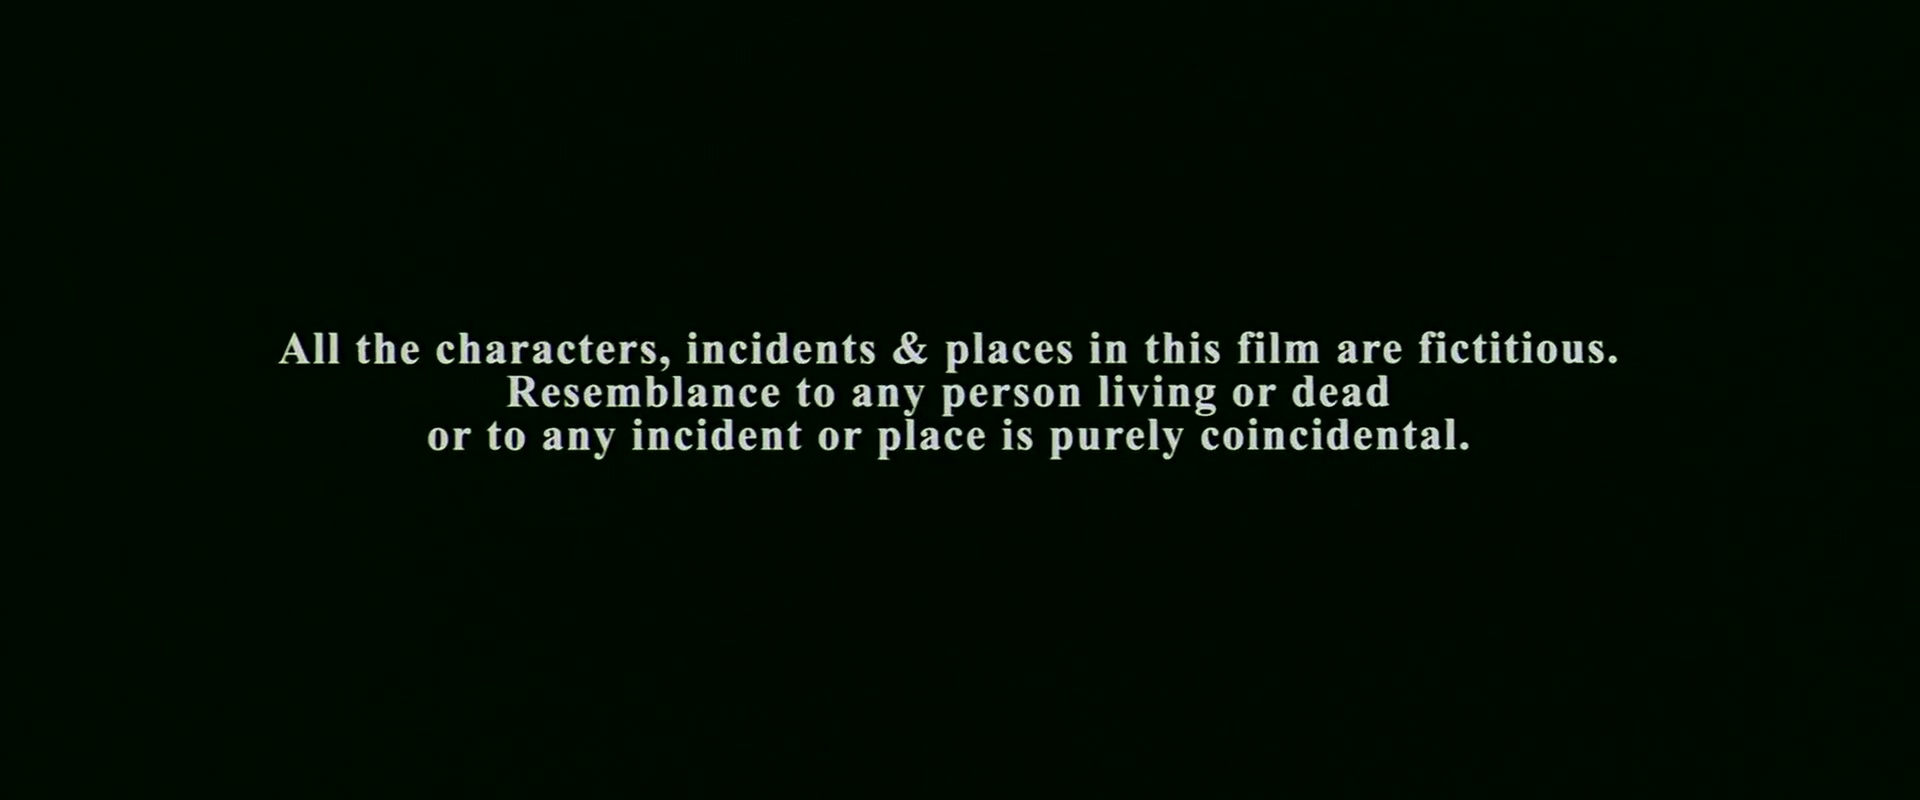 All the characters, incidents & places in this film are fictitious.
Resemblance to any person living or dead
or to any incident or place is purely coincidental.